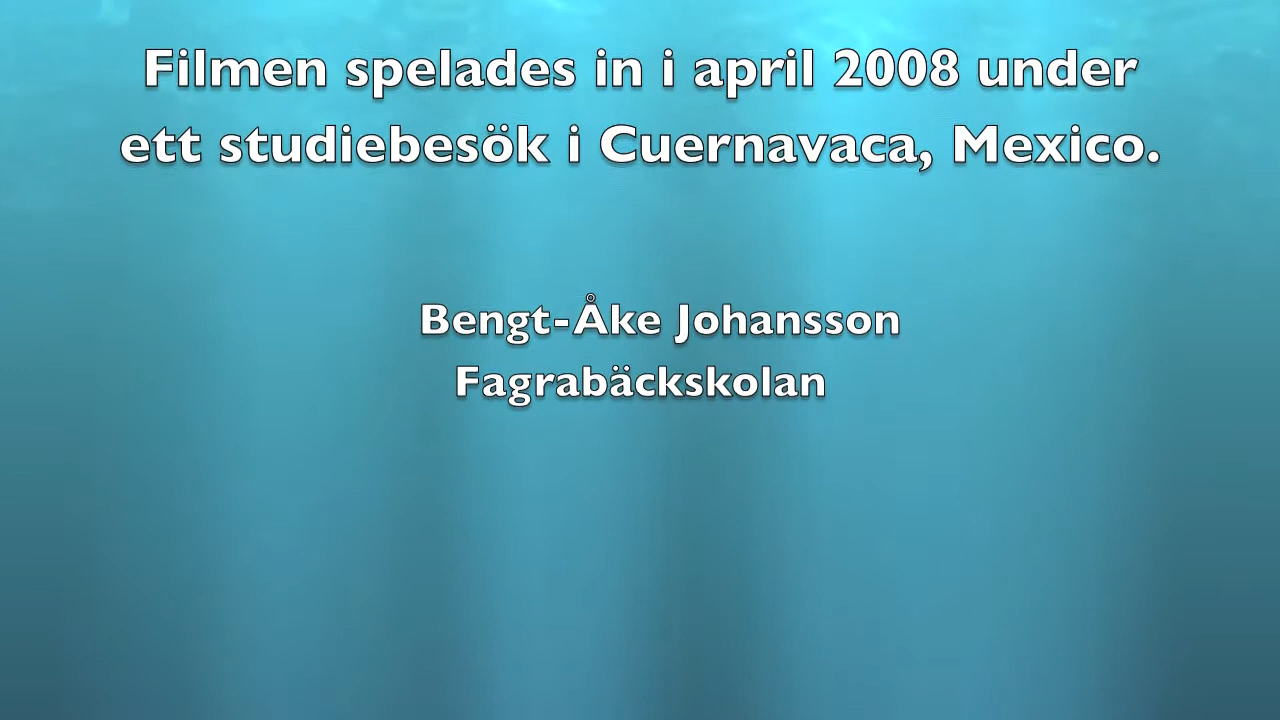 Filmen spelades in i april 2008 under
ett studiebesök i Cuernavaca, Mexico.
Bengt-Åke Johansson
Fagrabäckskolan